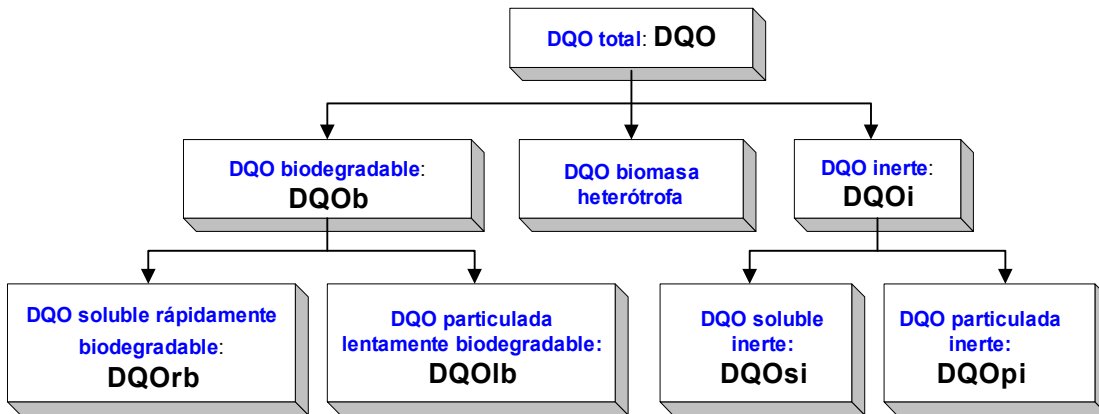 DQO total: DQO
DQO biodegradable:
DQOb
DQO biomasa
heterótrofa
DQO inerte:
DQOi
DQO soluble rápidamente
biodegradable:
DQOrb
DQO particulada
lentamente biodegradable:
DQOlb
DQO soluble
inerte:
DQOsi
DQO particulada
inerte:
DQOpi